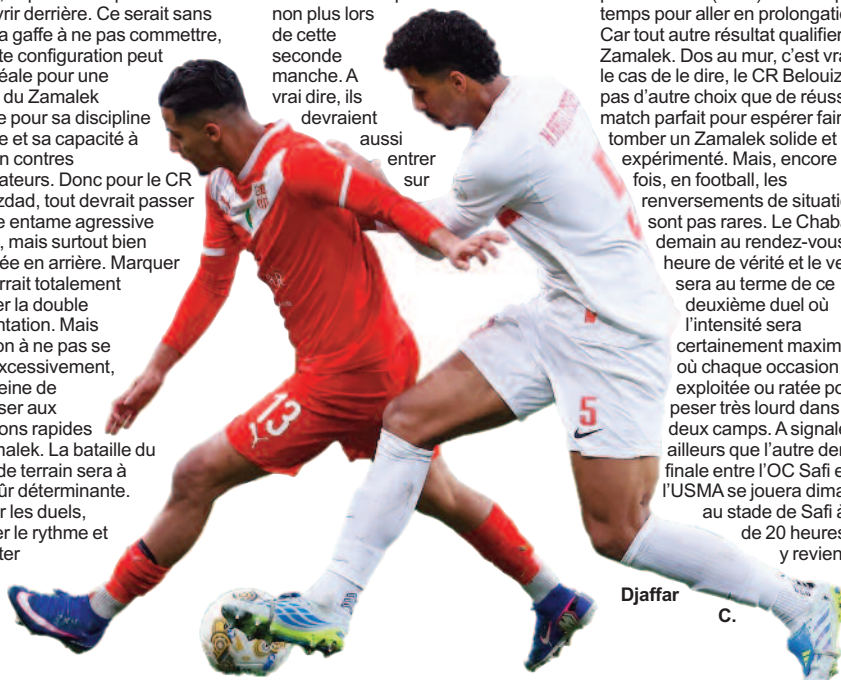 vrir derrière. Ce serait sans
a gaffe à ne pas commettre,
te configuration peut
éale pour une
du Zamalek
e pour sa discipline
e et sa capacité à
n contres
ateurs. Donc pour le CR
zdad, tout devrait passer
e entame agressive
, mais surtout bien
ée en arrière. Marquer
rrait totalement
er la double
ntation. Mais
on à ne pas se
xcessivement,
eine de
ser aux
ons rapides
malek. La bataille du
de terrain sera à
ûr déterminante.
r les duels,
er le rythme et
ter
non plus lors
de cette
seconde
manche. A
vrai dire, ils
devraient
aussi
entrer
sur
temps pour aller en prolongati
Car tout autre résultat qualifier
Zamalek. Dos au mur, c'est vra
le cas de le dire, le CR Belouiz
pas d'autre choix que de réuss
match parfait pour espérer fair
tomber un Zamalek solide et
expérimenté. Mais, encore
fois, en football, les
renversements de situati
sont pas rares. Le Chab
demain au rendez-vous
heure de vérité et le ve
sera au terme de ce
deuxième duel où
l'intensité sera
certainement maxim
où chaque occasion
exploitée ou ratée po
peser très lourd dans
deux camps. A signale
ailleurs que l'autre der
finale entre l'OC Safi e
l'USMA se jouera dima
au stade de Safi à
de 20 heures
y revien
Djaffar
C.
13
5
5